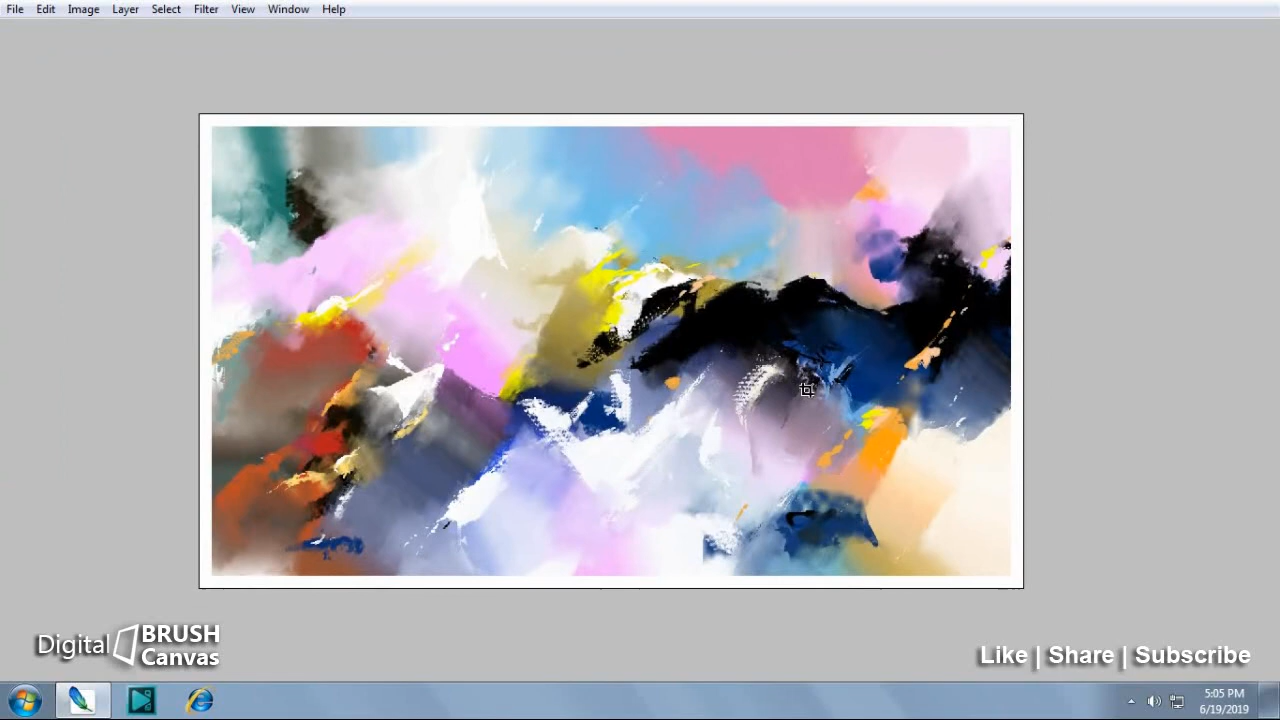 File Edit Image Layer Select Filter View Window Help
Digital BRUSH Canvas
Like | Share | Subscribe
5:05 PM
6/19/2019